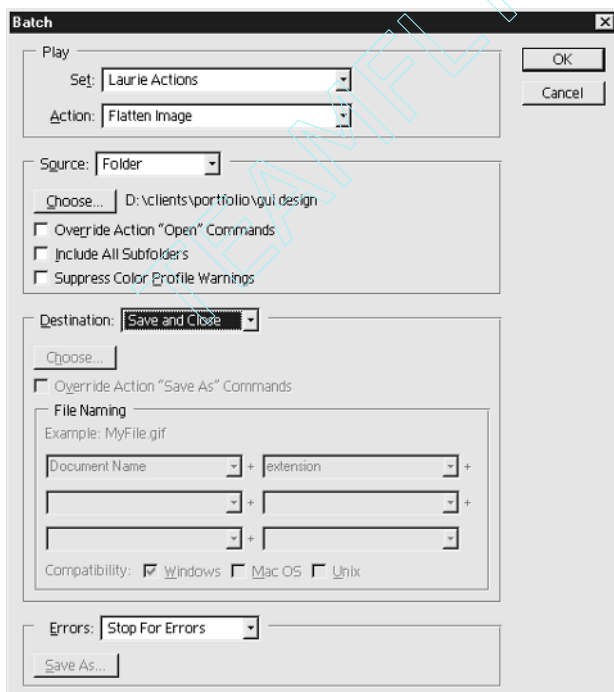 Batch
Play
Set: Laurie Actions
OK
Action: Flatten Image
Cancel
Source: Folder
Choose... D:\clients\portfolio\gui design
Override Action "Open" Commands
Include All Subfolders
Suppress Color Profile Warnings
Destination: Save and Close
Choose...
Override Action "Save As" Commands
File Naming
Example: MyFile.gif
Document Name + extension +
+ +
+
Compatibility: Windows Mac OS Unix
Errors: Stop For Errors
Save As...
TEAMFL